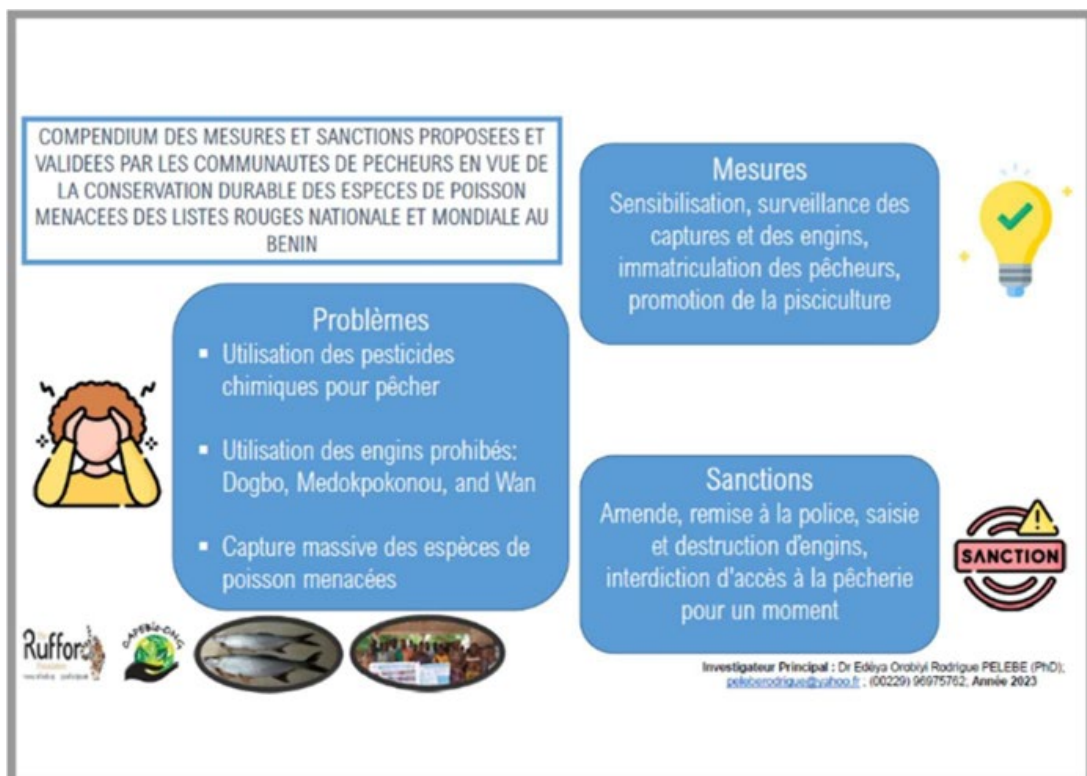 COMPENDIUM DES MESURES ET SANCTIONS PROPOSEES ET
VALIDEES PAR LES COMMUNAUTES DE PECHEURS EN VUE DE
LA CONSERVATION DURABLE DES ESPECES DE POISSON
MENACEES DES LISTES ROUGES NATIONALE ET MONDIALE AU
BENIN
Problèmes
▪ Utilisation des pesticides
chimiques pour pêcher
▪ Utilisation des engins prohibés:
Dogbo, Medokpokonou, and Wan
▪ Capture massive des espèces de
poisson menacées
Mesures
Sensibilisation, surveillance des
captures et des engins,
immatriculation des pêcheurs,
promotion de la pisciculture
Sanctions
Amende, remise à la police, saisie
et destruction d'engins,
interdiction d'accès à la pêcherie
pour un moment
SANCTION
Rufford
Investigateur Principal : Dr Edéya Orobiyi Rodrigue PELEBE (PhD);
peleberodrigue@yahoo.fr ; (00229) 96975762; Année 2023